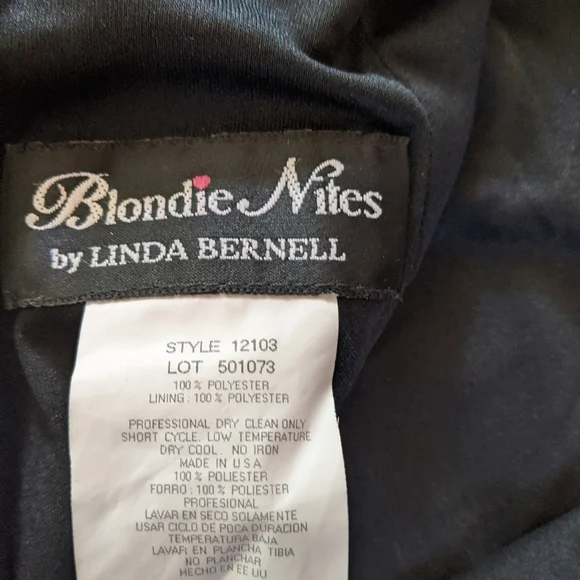 Blondie Nites
by LINDA BERNELL
STYLE 12103
LOT 501073
100% POLYESTER
LINING: 100% POLYESTER
PROFESSIONAL DRY CLEAN ONLY
SHORT CYCLE, LOW TEMPERATURE
DRY COOL. NO IRON
MADE IN U.S.A.
100% POLIESTER
FORRO: 100% POLIESTER
PROFESIONAL
LAVAR EN SECO SOLAMENTE
USAR CICLO DE POCA DURACION
TEMPERATURA BAJA
LAVAR EN PLANCHA TIBIA
NO PLANCHAR
HECHO EN EE UU